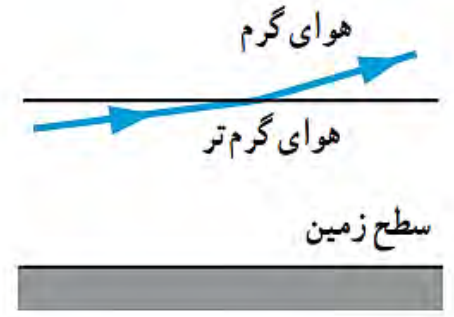 هوای گرم
هوای گرم‌تر
سطح زمین